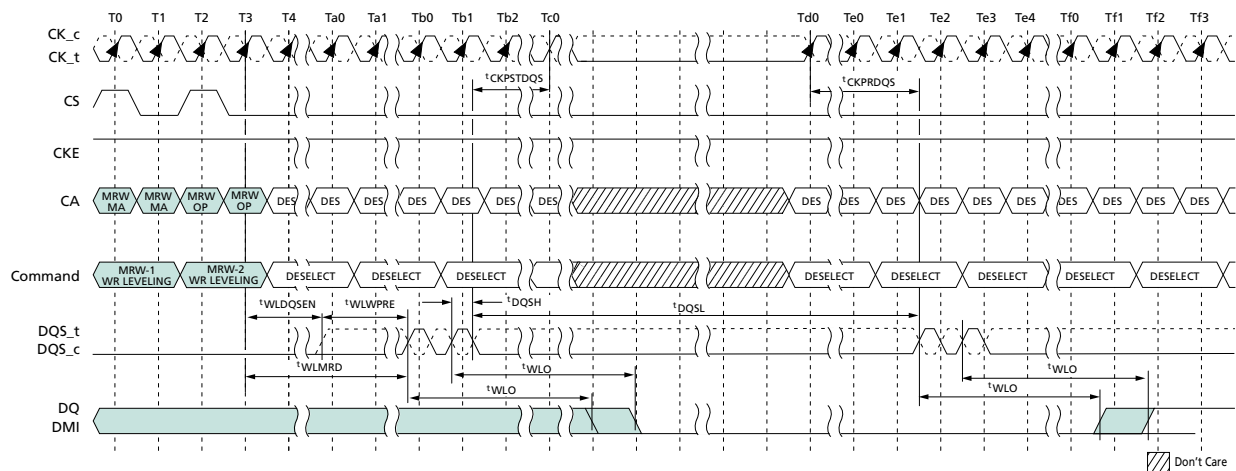 T0 T1 T2 T3 T4 Ta0 Ta1 Tb0 Tb1 Tb2 Tc0 Td0 Te0 Te1 Te2 Te3 Te4 Tf0 Tf1 Tf2 Tf3
CK_c
CK_t
tCKPSTDQS tCKPRDQS
CS
CKE
CA MRW MA MRW MA MRW OP MRW OP DES DES DES DES DES DES DES DES DES DES DES DES DES DES DES DES DES
Command MRW-1 WR LEVELING MRW-2 WR LEVELING DESELECT DESELECT DESELECT DESELECT DESELECT DESELECT DESELECT DESELECT
tWLDQSEN tWLWPRE tDQSH tDQSL
DQS_t
DQS_c
tWLMRD tWLO tWLO
tWLO tWLO
DQ
DMI
Don't Care